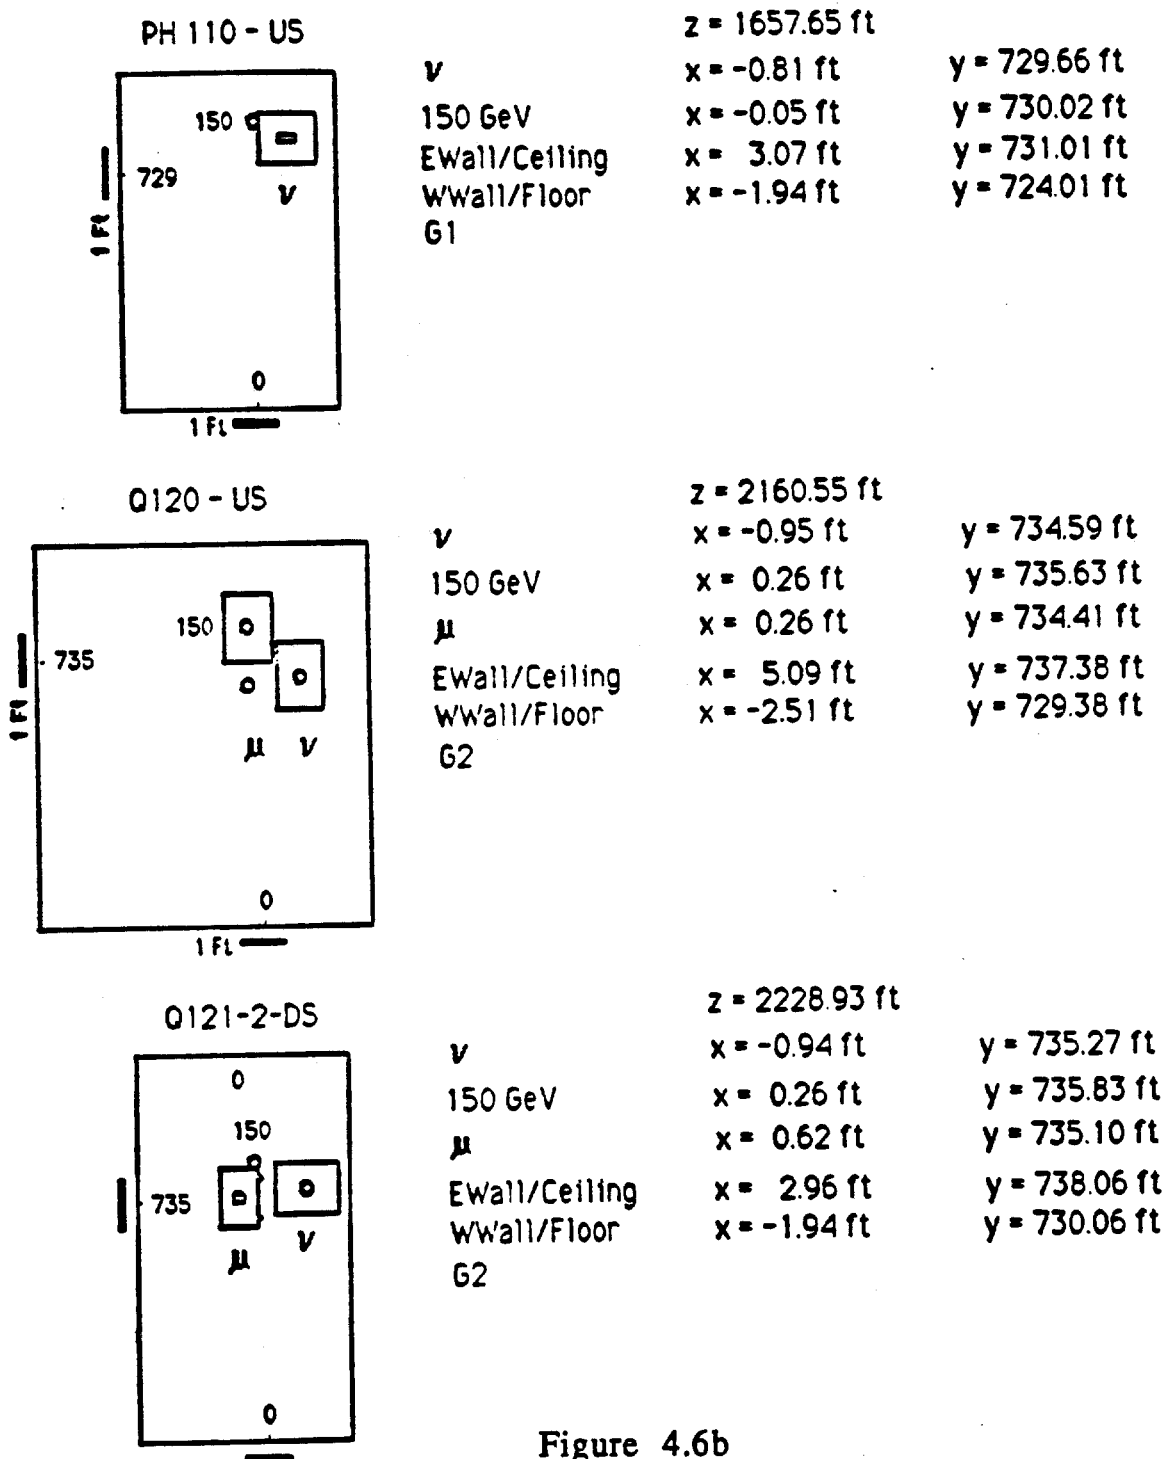 PH 110 - US
z = 1657.65 ft
ν x = -0.81 ft y = 729.66 ft
150 GeV x = -0.05 ft y = 730.02 ft
EWall/Ceiling x = 3.07 ft y = 731.01 ft
WWall/Floor x = -1.94 ft y = 724.01 ft
G1
150
729
ν
1 Ft
0
1 Ft
Q120 - US
z = 2160.55 ft
ν x = -0.95 ft y = 734.59 ft
150 GeV x = 0.26 ft y = 735.63 ft
μ x = 0.26 ft y = 734.41 ft
EWall/Ceiling x = 5.09 ft y = 737.38 ft
WWall/Floor x = -2.51 ft y = 729.38 ft
G2
150
735
1 Ft
μ ν
0
1 Ft
Q121-2-DS
z = 2228.93 ft
ν x = -0.94 ft y = 735.27 ft
150 GeV x = 0.26 ft y = 735.83 ft
μ x = 0.62 ft y = 735.10 ft
EWall/Ceiling x = 2.96 ft y = 738.06 ft
WWall/Floor x = -1.94 ft y = 730.06 ft
G2
0
150
735
μ ν
0
Figure 4.6b